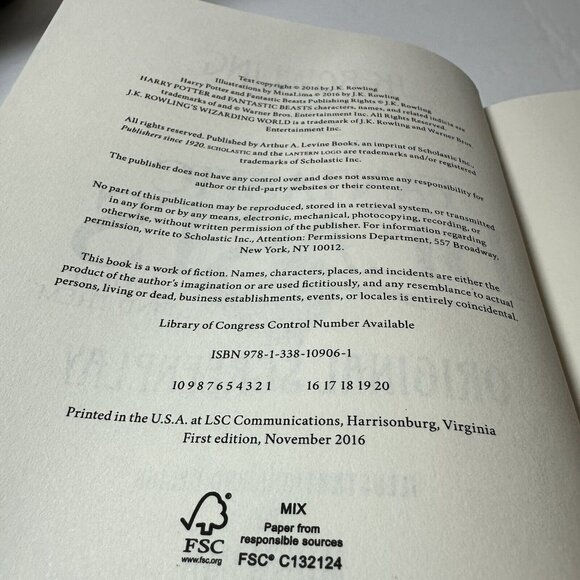 Text copyright © 2016 by J.K. Rowling
Illustrations by MinaLima © 2016 by J.K. Rowling
Harry Potter and Fantastic Beasts Publishing Rights © J.K. Rowling
HARRY POTTER and FANTASTIC BEASTS characters, names, and related indicia are
trademarks of and © Warner Bros. Entertainment Inc. All Rights Reserved.
J.K. ROWLING'S WIZARDING WORLD is a trademark of J.K. Rowling and Warner Bros.
Entertainment Inc.
All rights reserved. Published by Arthur A. Levine Books, an imprint of Scholastic Inc.,
Publishers since 1920. SCHOLASTIC and the LANTERN LOGO are trademarks and/or registered
trademarks of Scholastic Inc.
The publisher does not have any control over and does not assume any responsibility for
author or third-party websites or their content.
No part of this publication may be reproduced, stored in a retrieval system, or transmitted
in any form or by any means, electronic, mechanical, photocopying, recording, or
otherwise, without written permission of the publisher. For information regarding
permission, write to Scholastic Inc., Attention: Permissions Department, 557 Broadway,
New York, NY 10012.
This book is a work of fiction. Names, characters, places, and incidents are either the
product of the author's imagination or are used fictitiously, and any resemblance to actual
persons, living or dead, business establishments, events, or locales is entirely coincidental.
Library of Congress Control Number Available
ISBN 978-1-338-10906-1
10 9 8 7 6 5 4 3 2 1 16 17 18 19 20
Printed in the U.S.A. at LSC Communications, Harrisonburg, Virginia
First edition, November 2016
FSC
www.fsc.org
MIX
Paper from
responsible sources
FSC® C132124